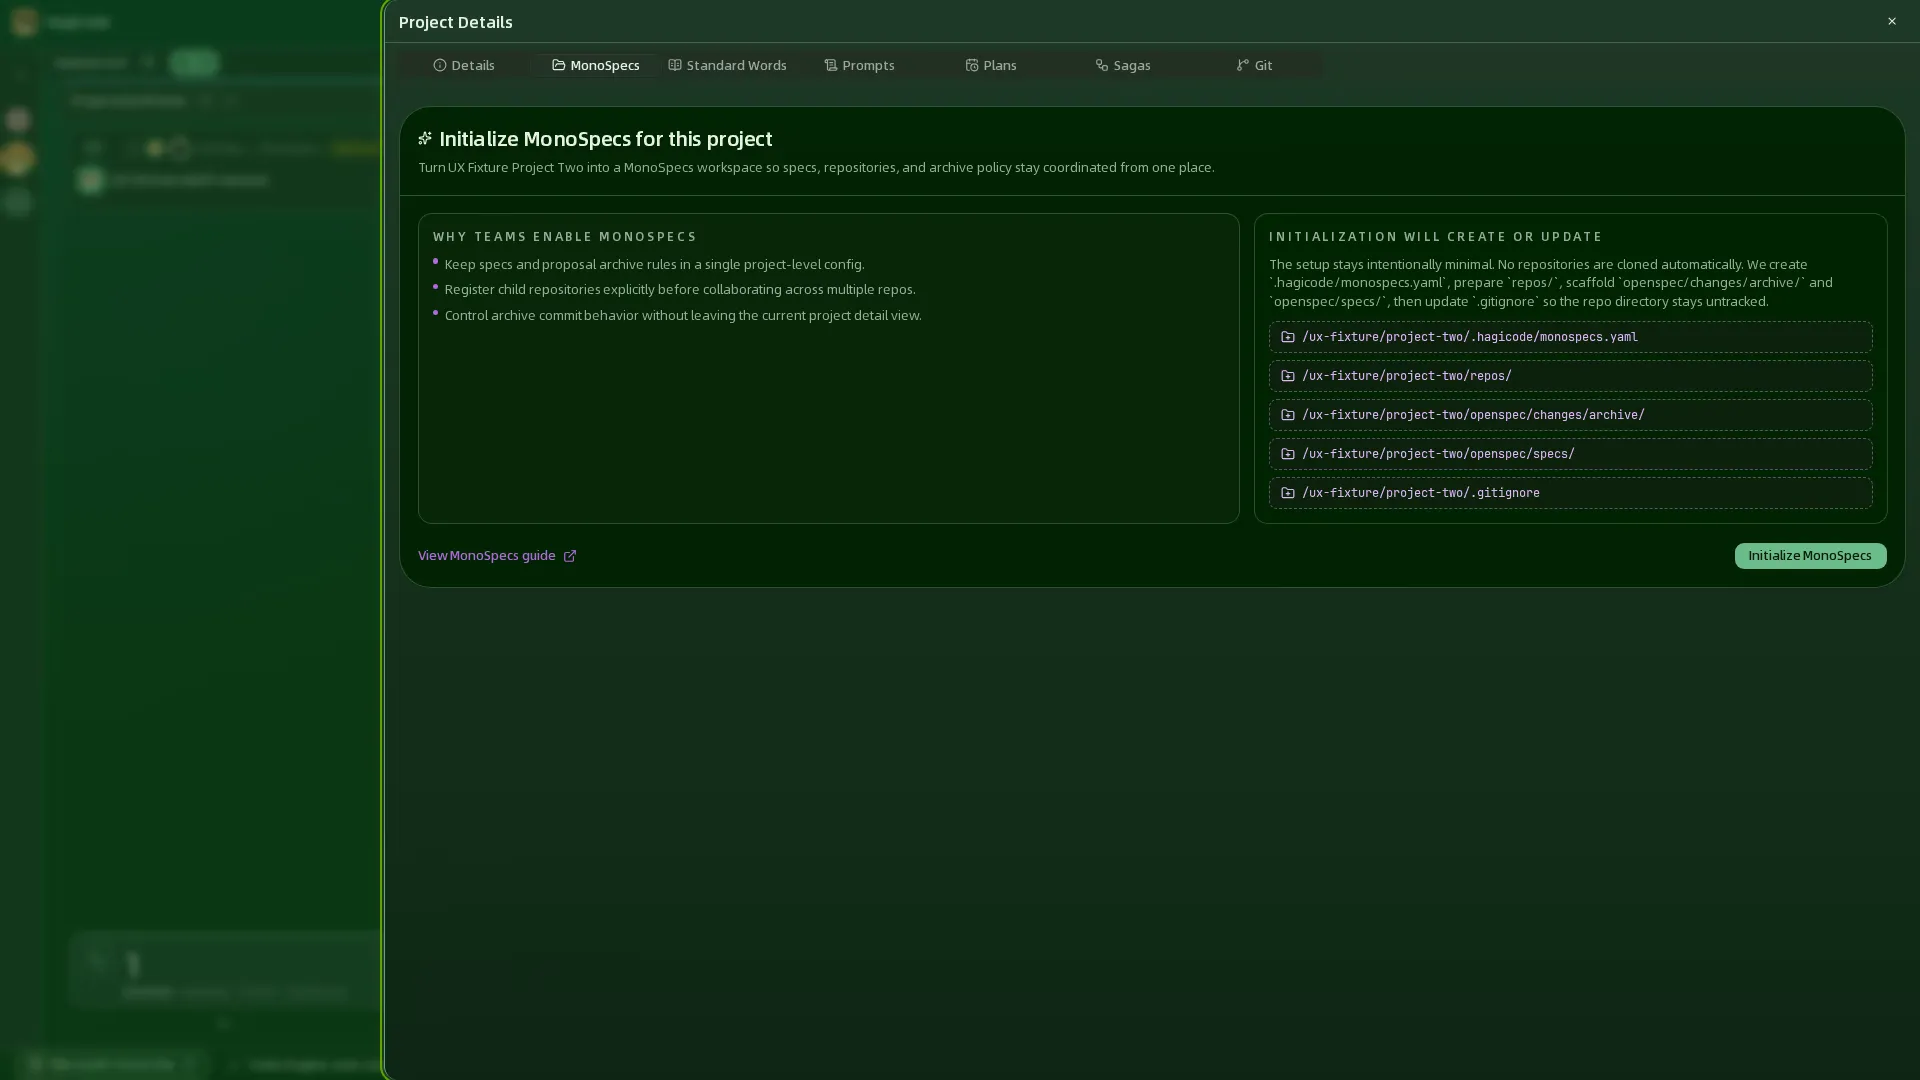 Project Details
Details
MonoSpecs
Standard Words
Prompts
Plans
Sagas
Git
Initialize MonoSpecs for this project
Turn UX Fixture Project Two into a MonoSpecs workspace so specs, repositories, and archive policy stay coordinated from one place.
WHY TEAMS ENABLE MONOSPECS
Keep specs and proposal archive rules in a single project-level config.
Register child repositories explicitly before collaborating across multiple repos.
Control archive commit behavior without leaving the current project detail view.
INITIALIZATION WILL CREATE OR UPDATE
The setup stays intentionally minimal. No repositories are cloned automatically. We create
`.hagicode/monospecs.yaml`, prepare `repos/`, scaffold `openspec/changes/archive/` and
`openspec/specs/`, then update `.gitignore` so the repo directory stays untracked.
/ux-fixture/project-two/.hagicode/monospecs.yaml
/ux-fixture/project-two/repos/
/ux-fixture/project-two/openspec/changes/archive/
/ux-fixture/project-two/openspec/specs/
/ux-fixture/project-two/.gitignore
View MonoSpecs guide
Initialize MonoSpecs